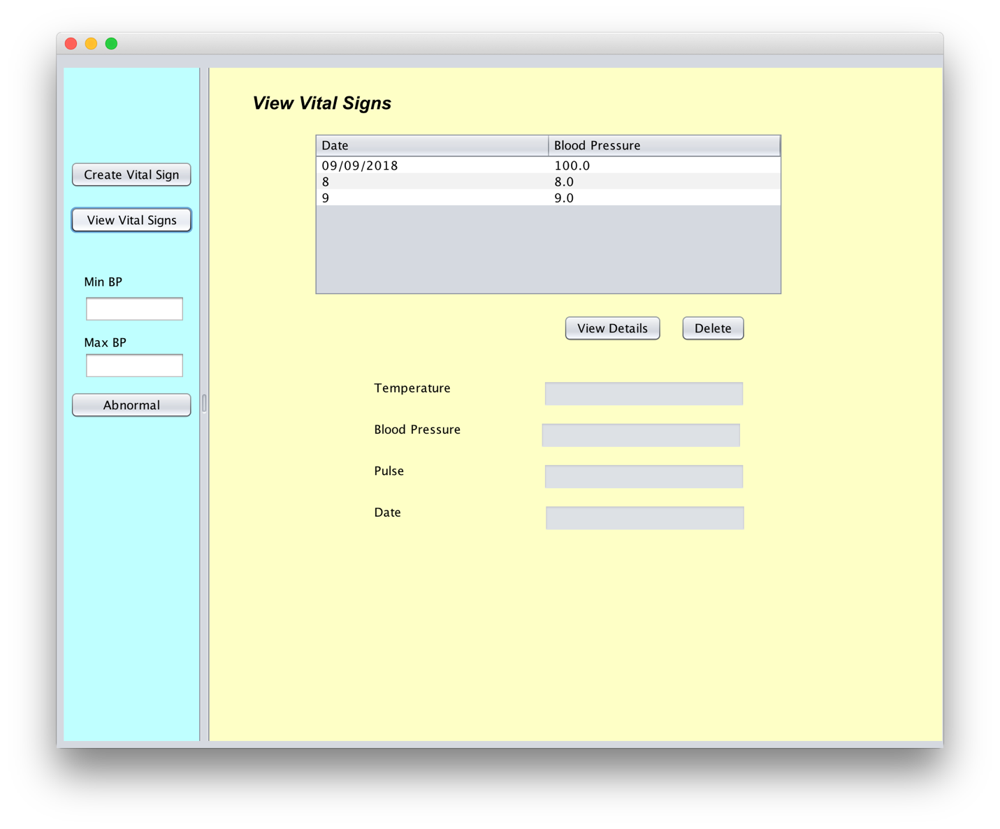 View Vital Signs
Date Blood Pressure
09/09/2018 100.0
8 8.0
9 9.0
Create Vital Sign
View Vital Signs
Min BP
Max BP
Abnormal
View Details Delete
Temperature
Blood Pressure
Pulse
Date